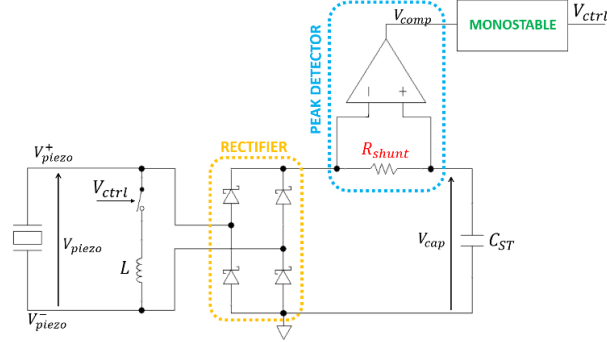 V_comp
MONOSTABLE
V_ctrl
PEAK DETECTOR
− +
RECTIFIER
R_shunt
V⁺_piezo
V_ctrl
V_piezo
L
V_cap
C_ST
V⁻_piezo